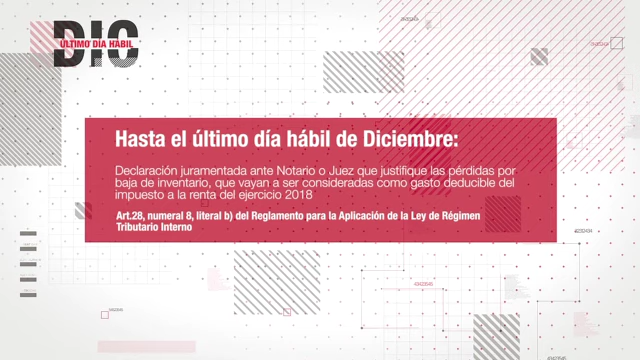 DIC
ÚLTIMO DÍA HÁBIL
Hasta el último día hábil de Diciembre:
Declaración juramentada ante Notario o Juez que justifique las pérdidas por
baja de inventario, que vayan a ser consideradas como gasto deducible del
impuesto a la renta del ejercicio 2018
Art.28, numeral 8, literal b) del Reglamento para la Aplicación de la Ley de Régimen
Tributario Interno